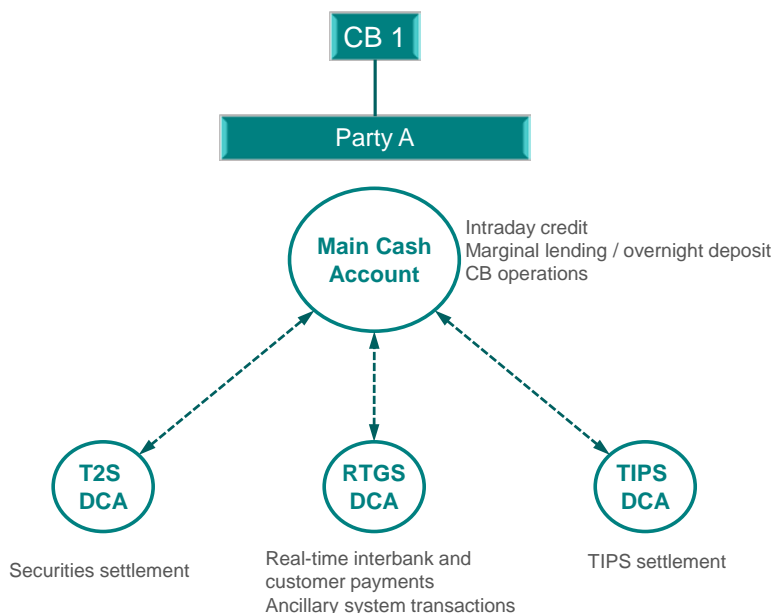 CB 1
Party A
Main Cash
Account
Intraday credit
Marginal lending / overnight deposit
CB operations
T2S
DCA
RTGS
DCA
TIPS
DCA
Securities settlement
Real-time interbank and
customer payments
Ancillary system transactions
TIPS settlement